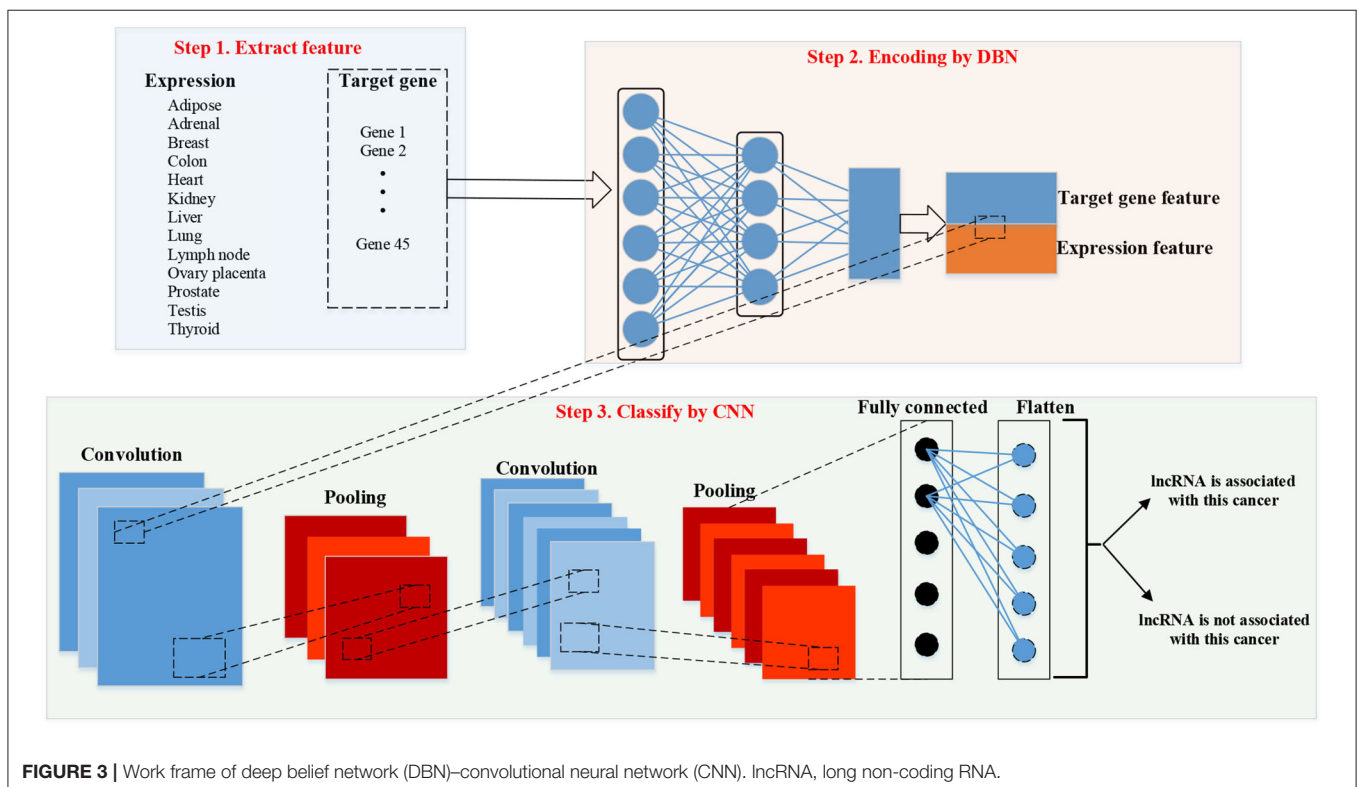 Step 1. Extract feature
Expression
Adipose
Adrenal
Breast
Colon
Heart
Kidney
Liver
Lung
Lymph node
Ovary placenta
Prostate
Testis
Thyroid
Target gene
Gene 1
Gene 2
Gene 45
Step 2. Encoding by DBN
Target gene feature
Expression feature
Step 3. Classify by CNN
Convolution
Pooling
Convolution
Pooling
Fully connected
Flatten
lncRNA is associated
with this cancer
lncRNA is not associated
with this cancer
FIGURE 3 | Work frame of deep belief network (DBN)–convolutional neural network (CNN). lncRNA, long non-coding RNA.